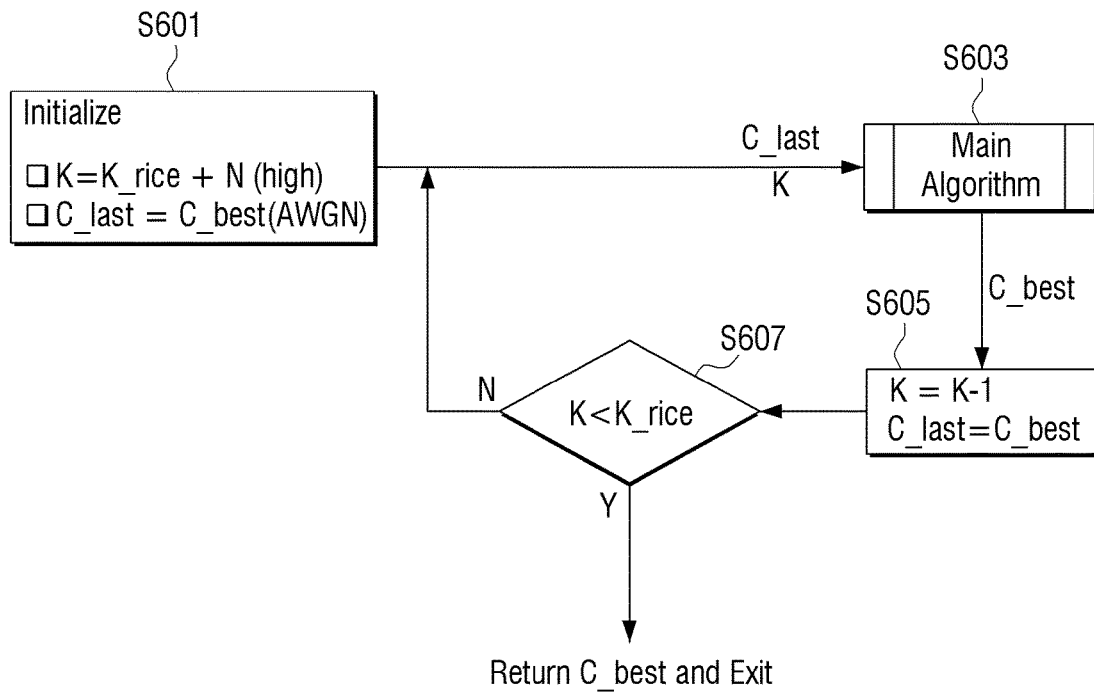 S601
Initialize
❑ K=K_rice + N (high)
❑ C_last = C_best(AWGN)
C_last
K
S603
Main
Algorithm
C_best
S605
K = K-1
C_last=C_best
S607
K<K_rice
N
Y
Return C_best and Exit